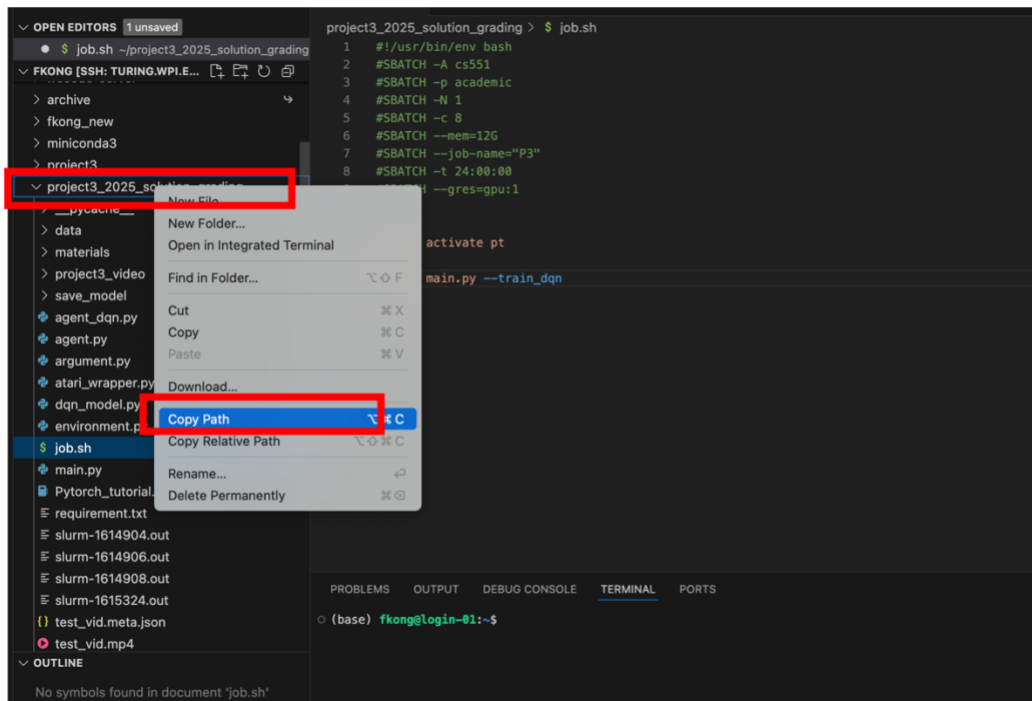 OPEN EDITORS 1 unsaved
$ job.sh ~/project3_2025_solution_grading
FKONG [SSH: TURING.WPI.E...
archive
fkong_new
miniconda3
project3
project3_2025_solution_grading
__pycache__
data
materials
project3_video
save_model
agent_dqn.py
agent.py
argument.py
atari_wrapper.py
dqn_model.py
environment.p
$ job.sh
main.py
Pytorch_tutorial.
requirement.txt
slurm-1614904.out
slurm-1614906.out
slurm-1614908.out
slurm-1615324.out
{} test_vid.meta.json
test_vid.mp4
OUTLINE
No symbols found in document 'job.sh'
New File
New Folder...
Open in Integrated Terminal
Find in Folder... ⌥⇧F
Cut ⌘X
Copy ⌘C
Paste ⌘V
Download...
Copy Path ⌥⌘C
Copy Relative Path ⌥⇧⌘C
Rename... ⏎
Delete Permanently ⌘⌫
project3_2025_solution_grading > $ job.sh
1 #!/usr/bin/env bash
2 #SBATCH -A cs551
3 #SBATCH -p academic
4 #SBATCH -N 1
5 #SBATCH -c 8
6 #SBATCH --mem=12G
7 #SBATCH --job-name="P3"
8 #SBATCH -t 24:00:00
--gres=gpu:1
activate pt
main.py --train_dqn
PROBLEMS OUTPUT DEBUG CONSOLE TERMINAL PORTS
(base) fkong@login-01:~$